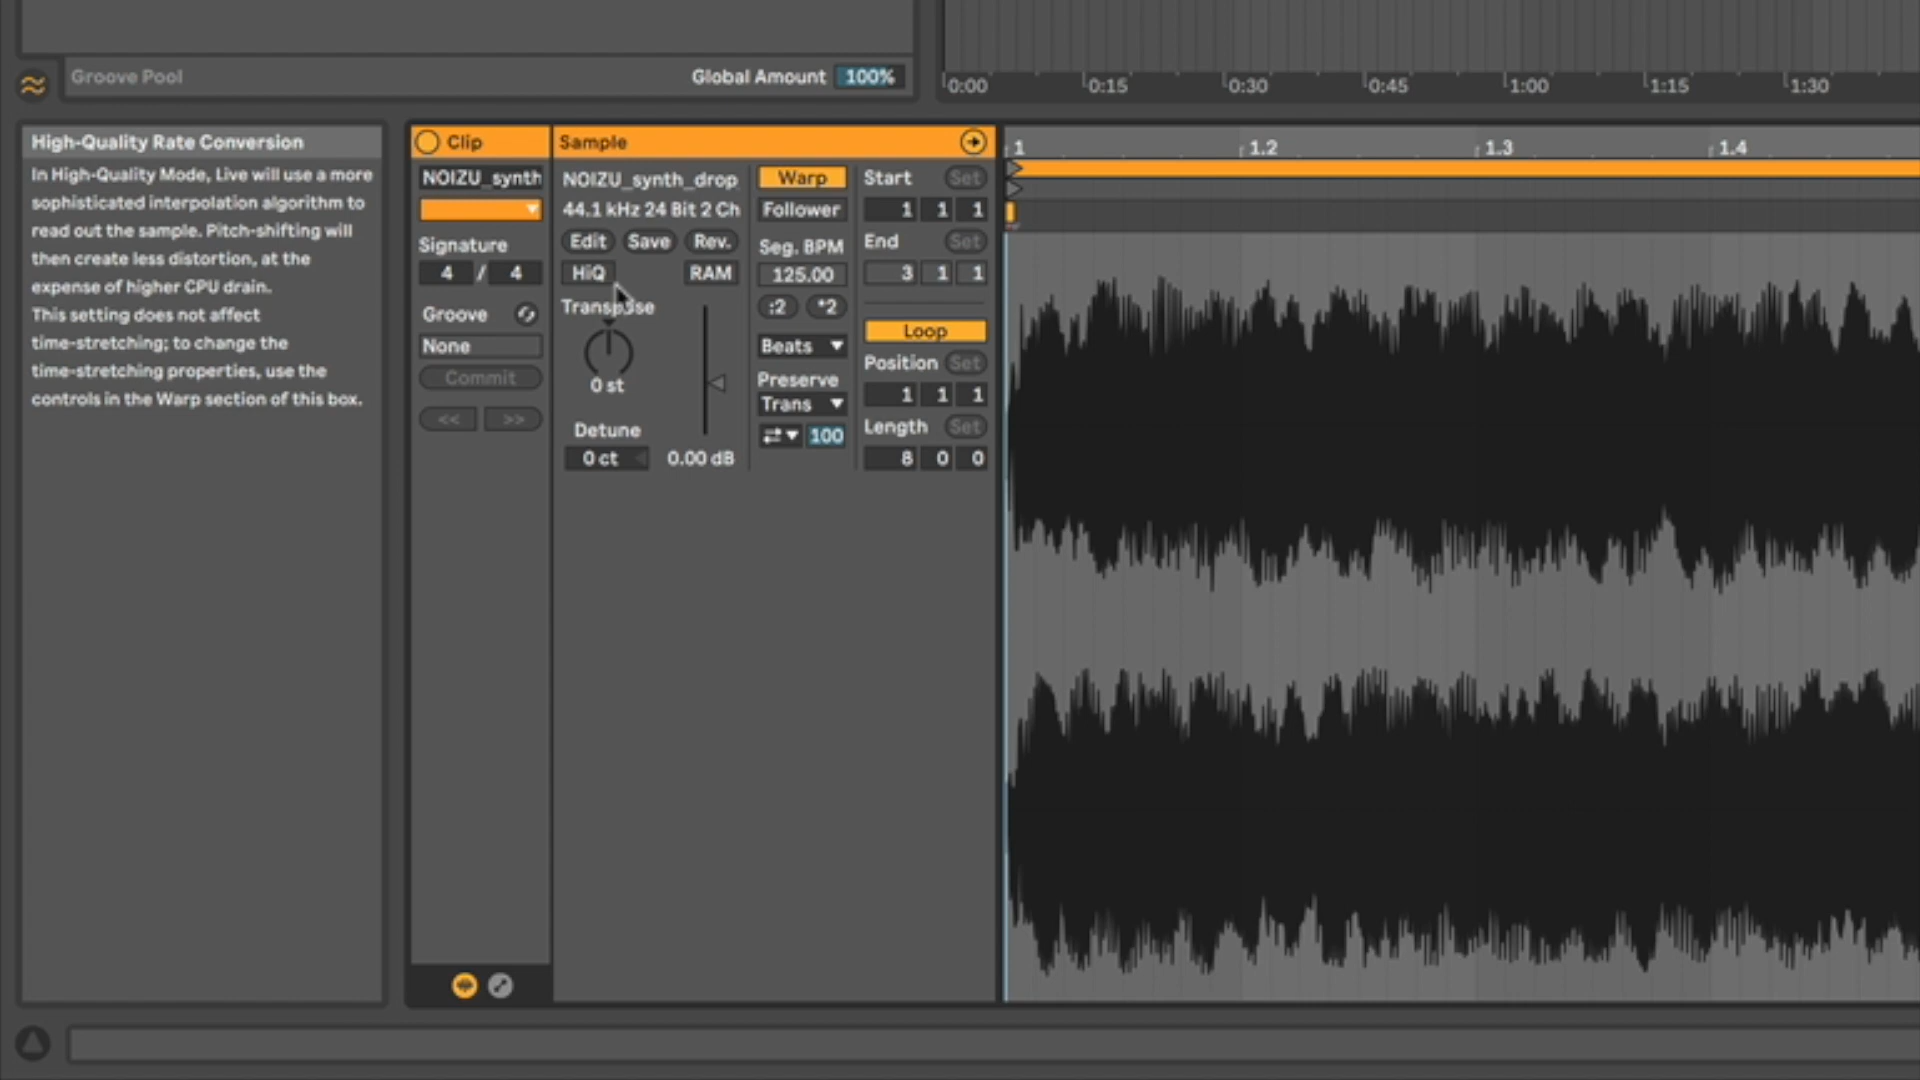 Groove Pool
Global Amount 100%
0:00 0:15 0:30 0:45 1:00 1:15 1:30
High-Quality Rate Conversion
In High-Quality Mode, Live will use a more
sophisticated interpolation algorithm to
read out the sample. Pitch-shifting will
then create less distortion, at the
expense of higher CPU drain.
This setting does not affect
time-stretching; to change the
time-stretching properties, use the
controls in the Warp section of this box.
Clip
NOIZU_synth
Signature
4 / 4
Groove
None
Commit
<< >>
Sample
NOIZU_synth_drop
44.1 kHz 24 Bit 2 Ch
Edit Save Rev.
HiQ RAM
Transpose
0 st
Detune
0 ct 0.00 dB
Warp
Follower
Seg. BPM
125.00
:2 *2
Beats
Preserve
Trans
100
Start Set
1 1 1
End Set
3 1 1
Loop
Position Set
1 1 1
Length Set
8 0 0
1 1.2 1.3 1.4